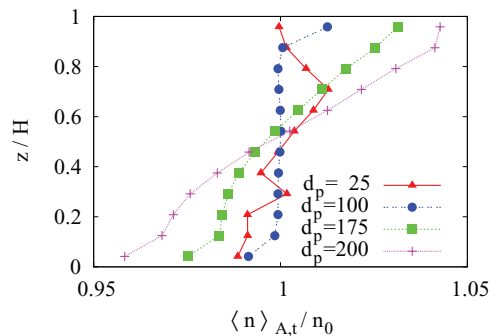 1
0.8
0.6
0.4
0.2
0
z / H
d_p= 25
d_p=100
d_p=175
d_p=200
0.95
1
1.05
⟨ n ⟩_A,t / n_0